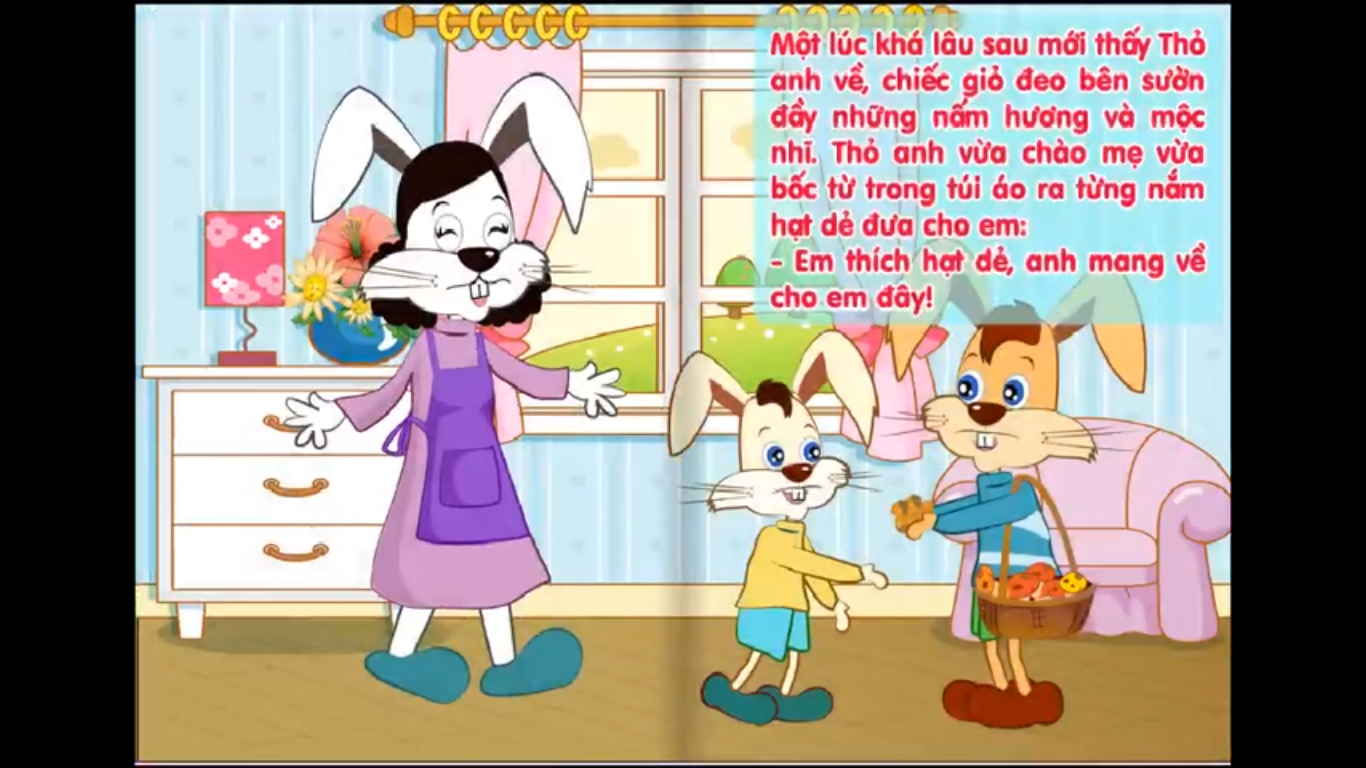 Một lúc khá lâu sau mới thấy Thỏ
anh về, chiếc giỏ đeo bên sườn
đầy những nấm hương và mộc
nhĩ. Thỏ anh vừa chào mẹ vừa
bốc từ trong túi áo ra từng nắm
hạt dẻ đưa cho em:
- Em thích hạt dẻ, anh mang về
cho em đây!